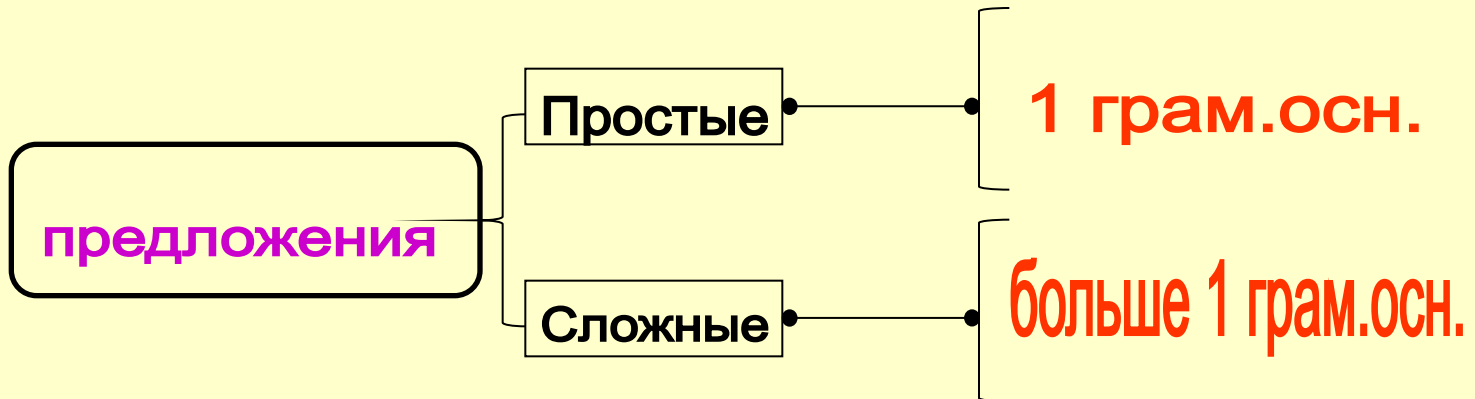 предложения
Простые
1 грам.осн.
Сложные
больше 1 грам.осн.